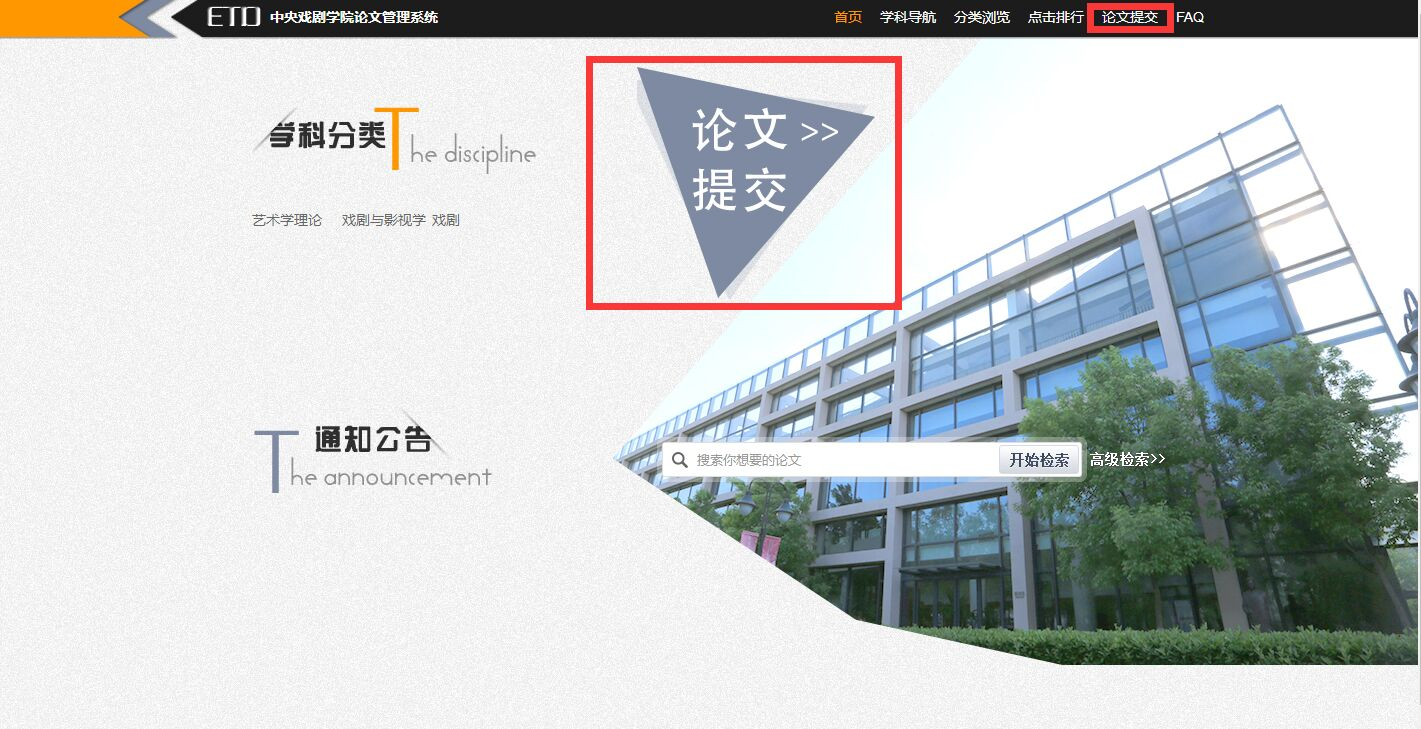 ETD 中央戏剧学院论文管理系统
首页 学科导航 分类浏览 点击排行 论文提交 FAQ
学科分类 The discipline
艺术学理论 戏剧与影视学 戏剧
论文 >>
提交
通知公告
The announcement
搜索你想要的论文 开始检索 高级检索>>